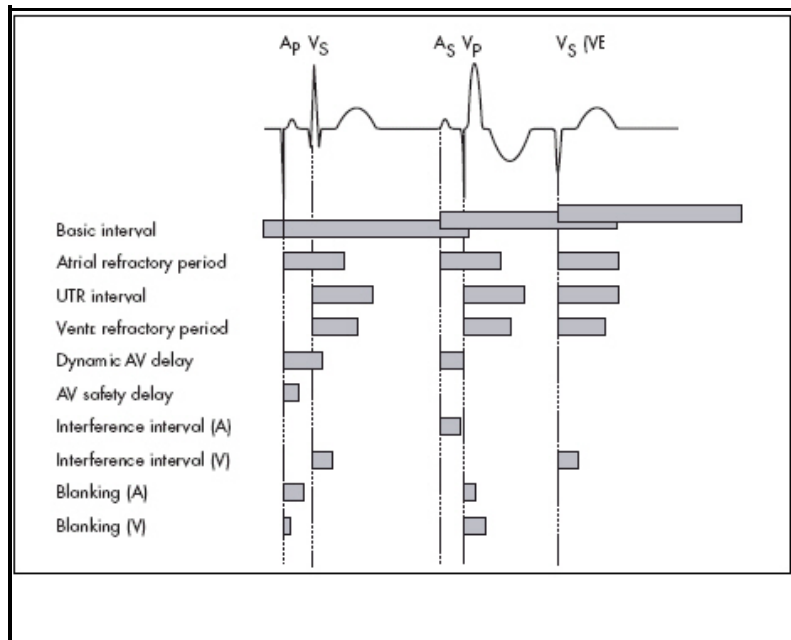 AP VS AS VP VS (VE
Basic interval
Atrial refractory period
UTR interval
Ventr. refractory period
Dynamic AV delay
AV safety delay
Interference interval (A)
Interference interval (V)
Blanking (A)
Blanking (V)